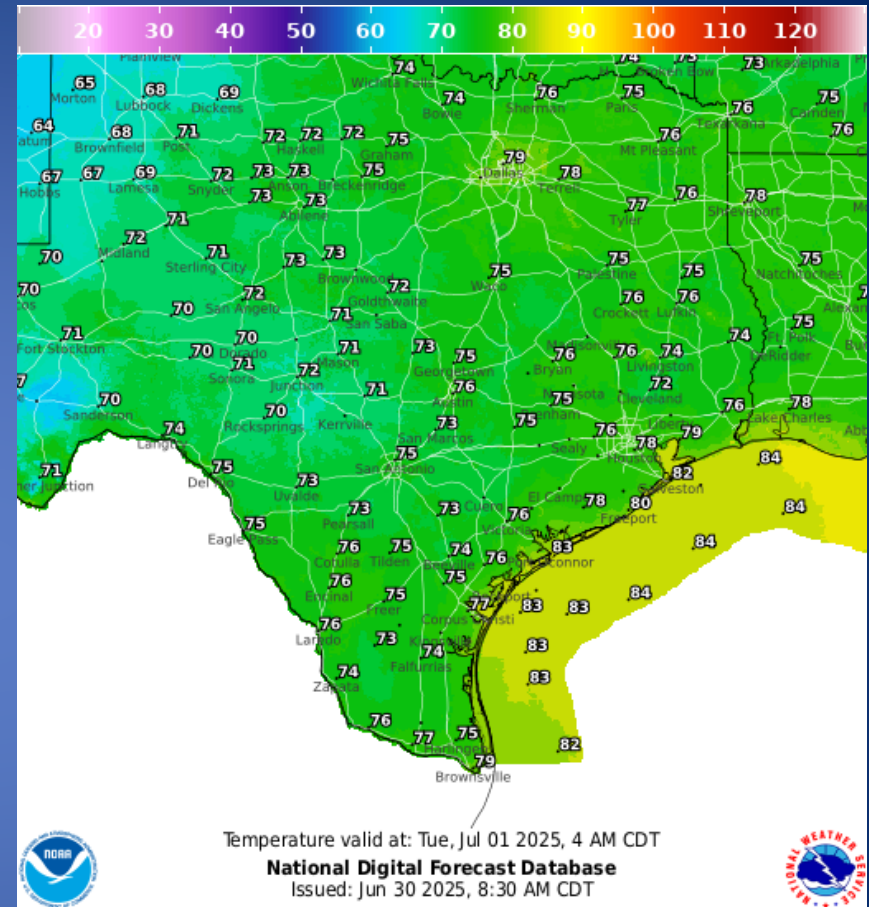 20 30 40 50 60 70 80 90 100 110 120
Plainview 74 74 73 73 Arkadelphia
Wichita Falls Broken Bow
65 68 69 74 76 75 75
Morton Lubbock Dickens Bowie Sherman Paris 76 Camden
Texarkana
64 68 71 72 72 72 75 76 76
Brownfield Post Haskell Graham Mt Pleasant
79
Dallas
67 67 69 72 73 73 75 78
Hobbs Lamesa Snyder Anson Breckenridge Terrell
73 73 77 76 78
Abilene Tyler Shreveport
71
72
Midland
70 71 73 73 75 75 75 75
Sterling City Brownwood Waco Palestine Natchitoches
70 72 72 76 76
San Angelo Goldthwaite Crockett Lufkin
70 71 75
San Saba Ft. Polk
71 70 74
Fort Stockton DeRidder
70 Dorado 71 73 75 76 76 74
71 Mason Georgetown Madisonville Bryan Livingston
Sonora 72
Junction
71 76 72
Austin Cleveland
70 70 75 76 78
Sanderson Rocksprings Kerrville Lake Charles
74 73 75 76 79
Langtry San Marcos Sealy 78
Houston
71 75 75 82 84
Del Rio San Antonio Galveston
73
Uvalde
73 73 Cuero El Campo 78 80 84
Pearsall 76 Freeport
75 Victoria
Eagle Pass
76 75 74 76 83 84
Cotulla Tilden Beeville Port O'connor
76 75 75 84
Encinal Freer 77 Rockport 83 83
Corpus Christi
76 73 83
Laredo Kingsville
74
Falfurrias
74 83
Zapata
76 77 75 82
Harlingen
79
Brownsville
Temperature valid at: Tue, Jul 01 2025, 4 AM CDT
National Digital Forecast Database
Issued: Jun 30 2025, 8:30 AM CDT
NOAA
NATIONAL WEATHER SERVICE